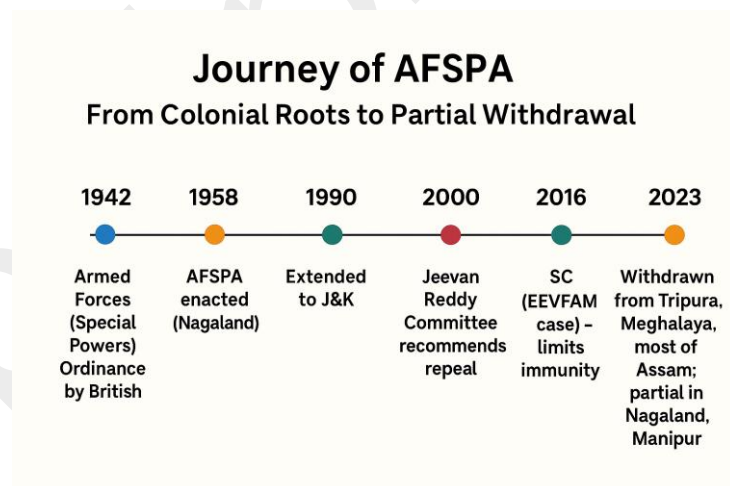 Journey of AFSPA
From Colonial Roots to Partial Withdrawal
1942
Armed
Forces
(Special
Powers)
Ordinance
by British
1958
AFSPA
enacted
(Nagaland)
1990
Extended
to J&K
2000
Jeevan
Reddy
Committee
recommends
repeal
2016
SC
(EEVFAM
case) –
limits
immunity
2023
Withdrawn
from Tripura,
Meghalaya,
most of
Assam;
partial in
Nagaland,
Manipur